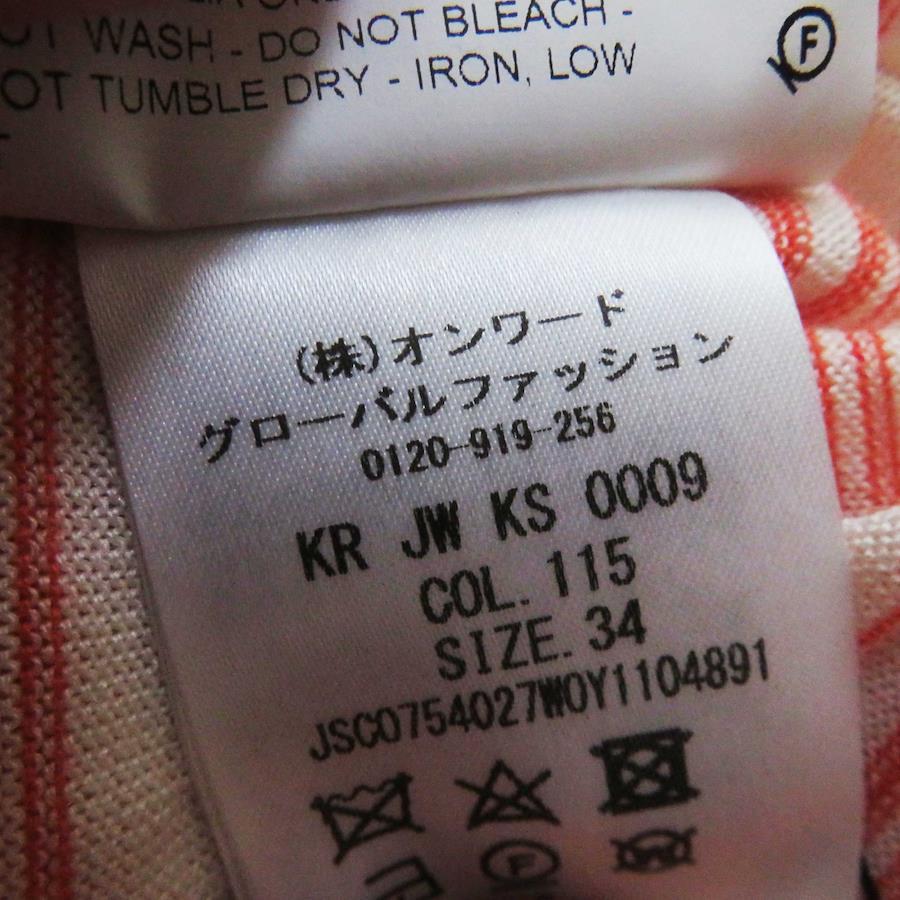 WASH - DO NOT BLEACH -
OT TUMBLE DRY - IRON, LOW
F
(株)オンワード
グローバルファッション
0120-919-256
KR JW KS 0009
COL. 115
SIZE. 34
JSC0754027W0Y1104891
F
W